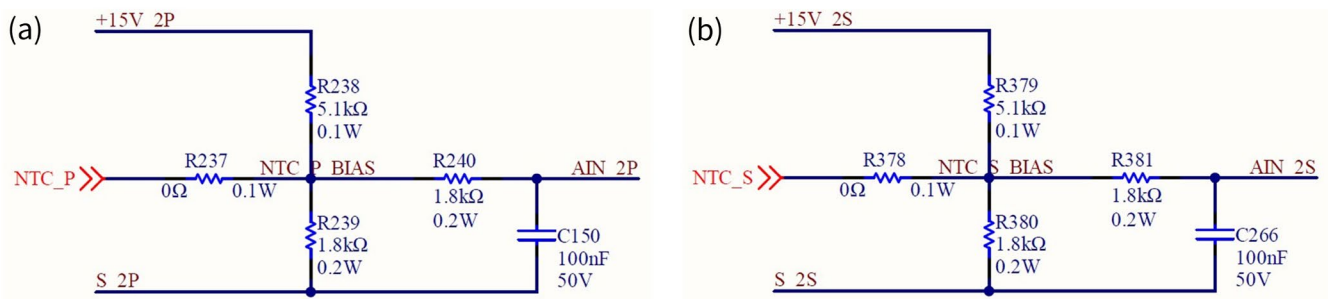 (a)
+15V_2P
R238
5.1kΩ
0.1W
R237
NTC_P_BIAS
R240
AIN_2P
NTC_P
0Ω
0.1W
1.8kΩ
0.2W
R239
1.8kΩ
0.2W
C150
100nF
50V
S_2P
(b)
+15V_2S
R379
5.1kΩ
0.1W
R378
NTC_S_BIAS
R381
AIN_2S
NTC_S
0Ω
0.1W
1.8kΩ
0.2W
R380
1.8kΩ
0.2W
C266
100nF
50V
S_2S